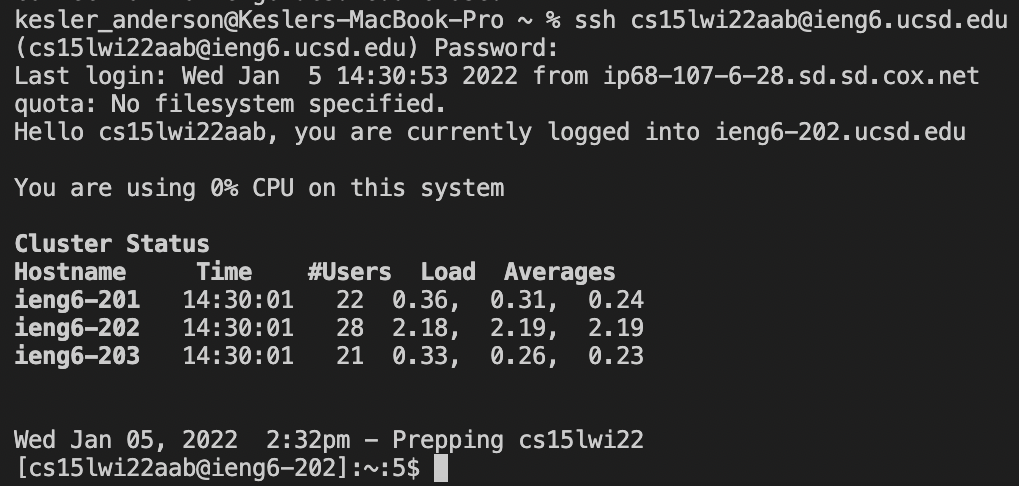 kesler_anderson@Keslers-MacBook-Pro ~ % ssh cs15lwi22aab@ieng6.ucsd.edu
(cs15lwi22aab@ieng6.ucsd.edu) Password:
Last login: Wed Jan  5 14:30:53 2022 from ip68-107-6-28.sd.sd.cox.net
quota: No filesystem specified.
Hello cs15lwi22aab, you are currently logged into ieng6-202.ucsd.edu
You are using 0% CPU on this system
Cluster Status
Hostname     Time    #Users  Load  Averages
ieng6-201   14:30:01   22  0.36,  0.31,  0.24
ieng6-202   14:30:01   28  2.18,  2.19,  2.19
ieng6-203   14:30:01   21  0.33,  0.26,  0.23
Wed Jan 05, 2022  2:32pm - Prepping cs15lwi22
[cs15lwi22aab@ieng6-202]:~:5$